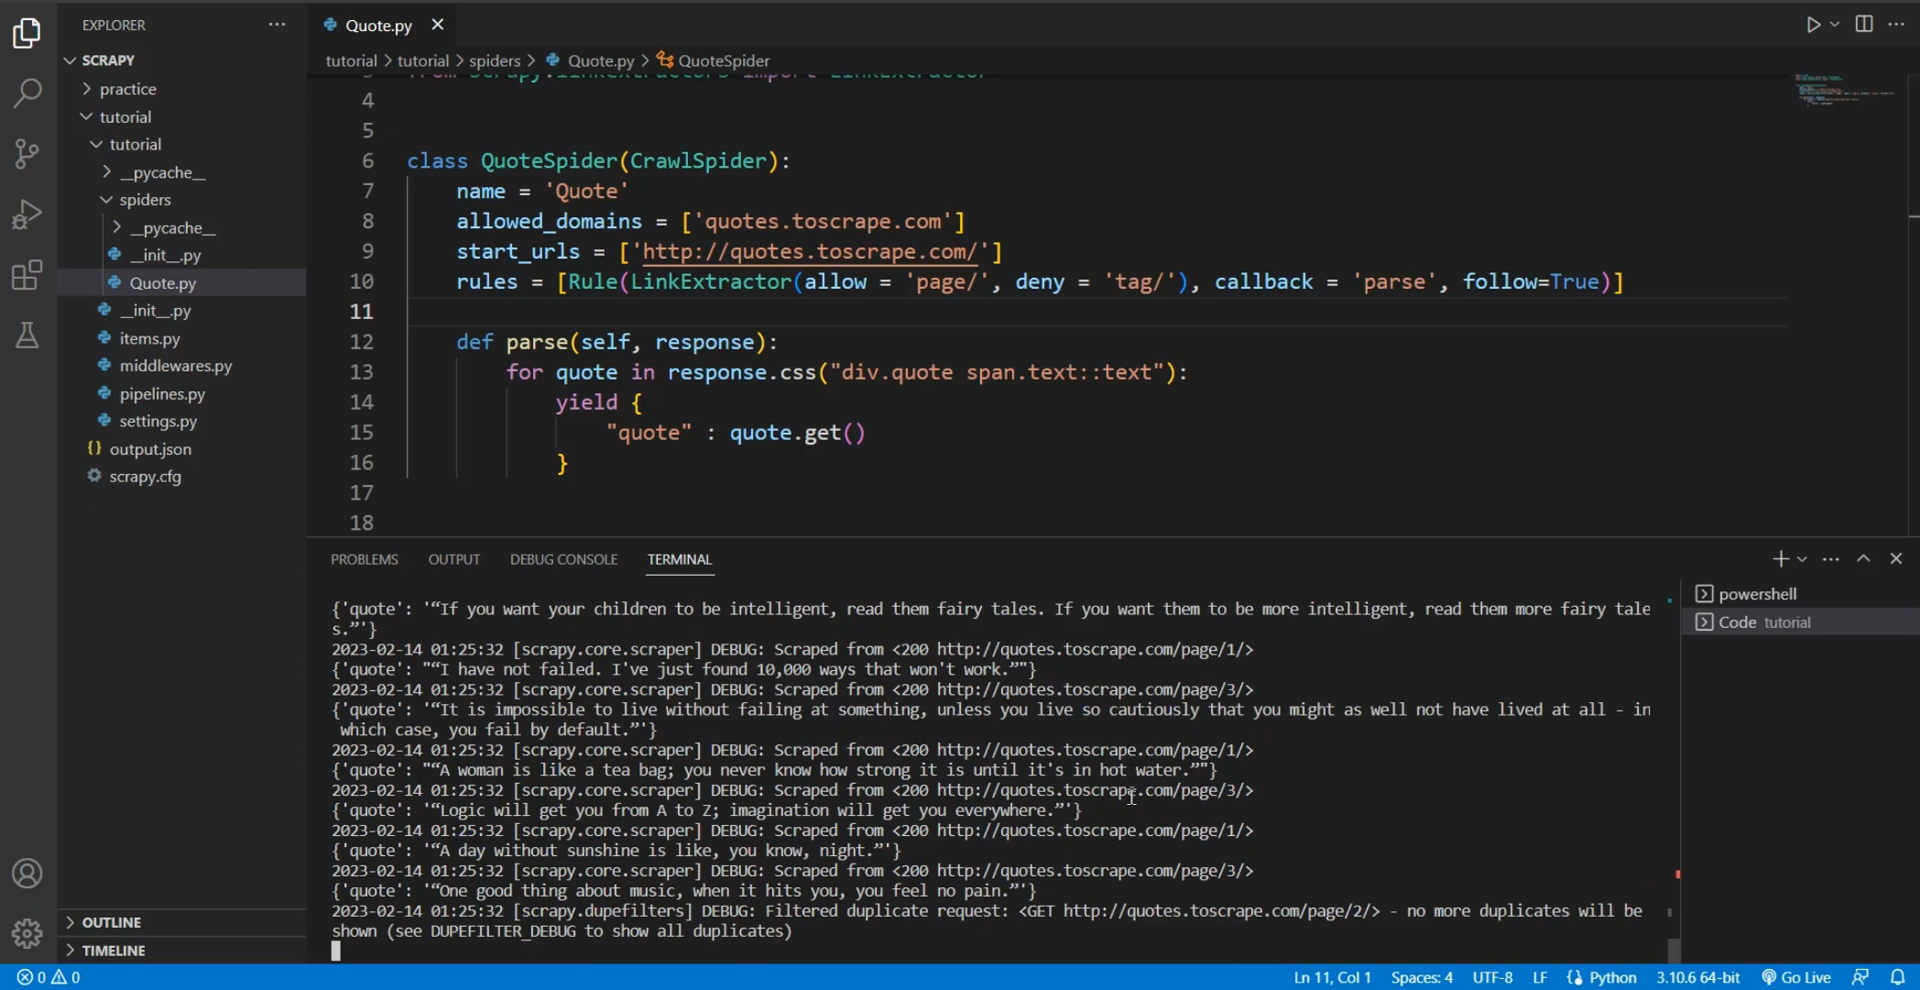 EXPLORER
SCRAPY
practice
tutorial
tutorial
__pycache__
spiders
__pycache__
__init__.py
Quote.py
__init__.py
items.py
middlewares.py
pipelines.py
settings.py
output.json
scrapy.cfg
OUTLINE
TIMELINE
Quote.py
tutorial > tutorial > spiders > Quote.py > QuoteSpider
from scrapy.linkextractors import LinkExtractor
4
5
6 class QuoteSpider(CrawlSpider):
7 name = 'Quote'
8 allowed_domains = ['quotes.toscrape.com']
9 start_urls = ['http://quotes.toscrape.com/']
10 rules = [Rule(LinkExtractor(allow = 'page/', deny = 'tag/'), callback = 'parse', follow=True)]
11
12 def parse(self, response):
13 for quote in response.css("div.quote span.text::text"):
14 yield {
15 "quote" : quote.get()
16 }
17
18
PROBLEMS OUTPUT DEBUG CONSOLE TERMINAL
powershell
Code tutorial
{'quote': '“If you want your children to be intelligent, read them fairy tales. If you want them to be more intelligent, read them more fairy tale
s.”'}
2023-02-14 01:25:32 [scrapy.core.scraper] DEBUG: Scraped from <200 http://quotes.toscrape.com/page/1/>
{'quote': "“I have not failed. I've just found 10,000 ways that won't work.”"}
2023-02-14 01:25:32 [scrapy.core.scraper] DEBUG: Scraped from <200 http://quotes.toscrape.com/page/3/>
{'quote': '“It is impossible to live without failing at something, unless you live so cautiously that you might as well not have lived at all - in
which case, you fail by default.”'}
2023-02-14 01:25:32 [scrapy.core.scraper] DEBUG: Scraped from <200 http://quotes.toscrape.com/page/1/>
{'quote': "“A woman is like a tea bag; you never know how strong it is until it's in hot water.”"}
2023-02-14 01:25:32 [scrapy.core.scraper] DEBUG: Scraped from <200 http://quotes.toscrape.com/page/3/>
{'quote': '“Logic will get you from A to Z; imagination will get you everywhere.”'}
2023-02-14 01:25:32 [scrapy.core.scraper] DEBUG: Scraped from <200 http://quotes.toscrape.com/page/1/>
{'quote': '“A day without sunshine is like, you know, night.”'}
2023-02-14 01:25:32 [scrapy.core.scraper] DEBUG: Scraped from <200 http://quotes.toscrape.com/page/3/>
{'quote': '“One good thing about music, when it hits you, you feel no pain.”'}
2023-02-14 01:25:32 [scrapy.dupefilters] DEBUG: Filtered duplicate request: <GET http://quotes.toscrape.com/page/2/> - no more duplicates will be
shown (see DUPEFILTER_DEBUG to show all duplicates)
0 0 Ln 11, Col 1 Spaces: 4 UTF-8 LF Python 3.10.6 64-bit Go Live